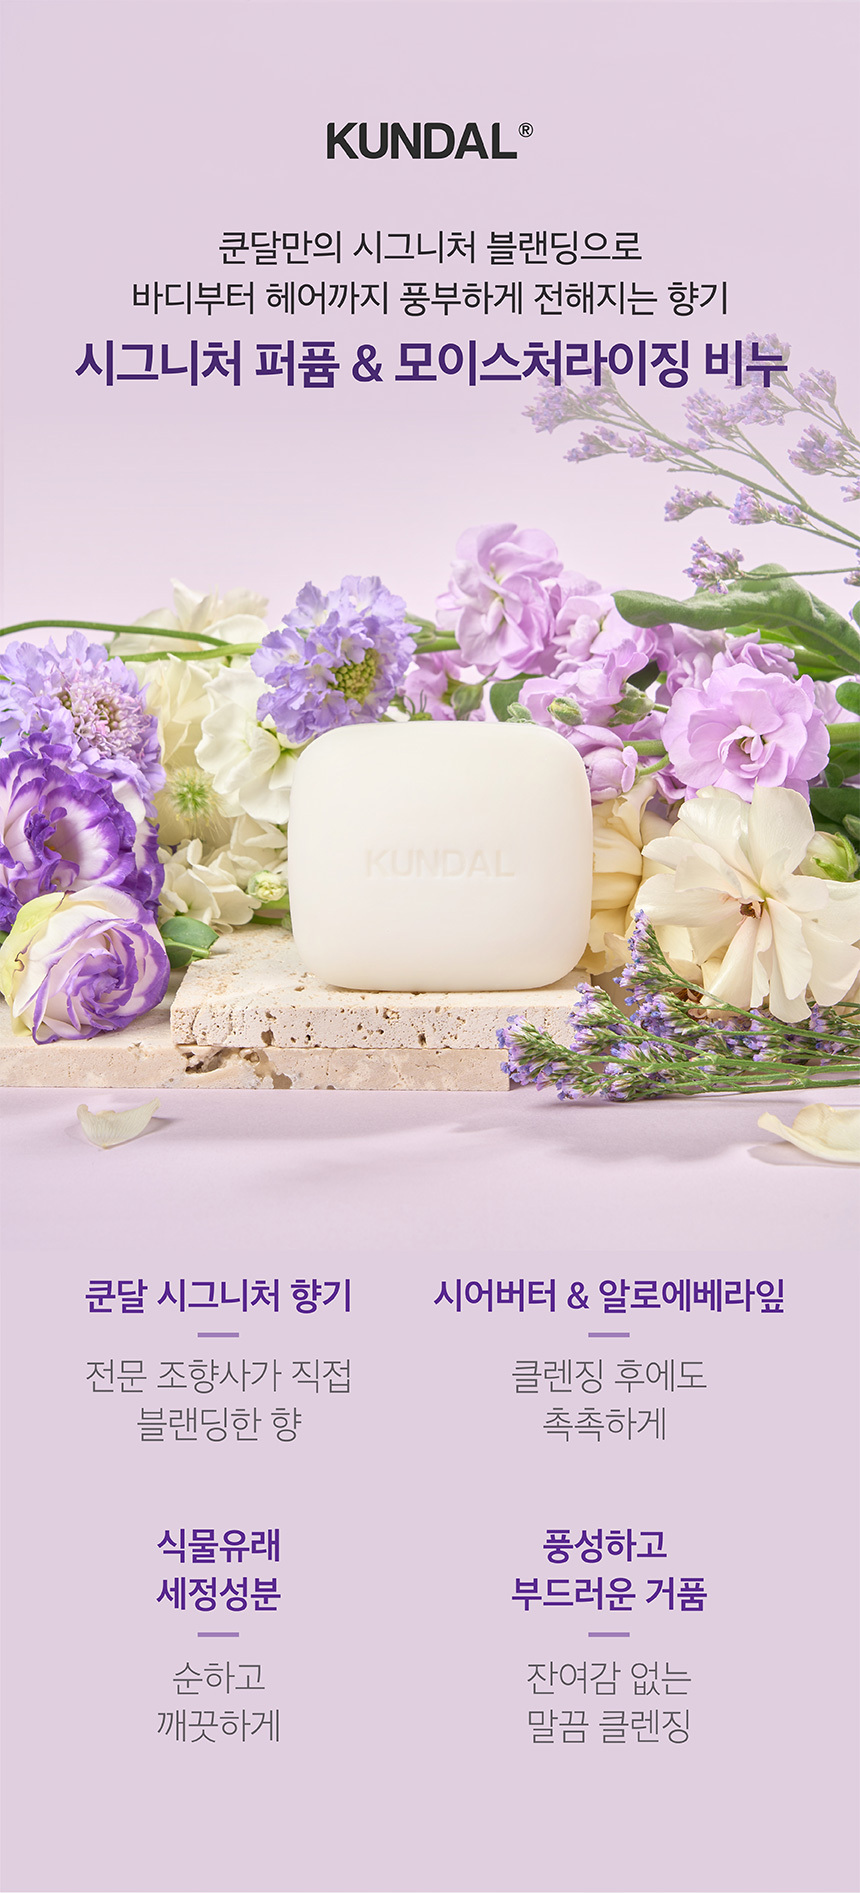 KUNDAL®
쿤달만의 시그니처 블랜딩으로
바디부터 헤어까지 풍부하게 전해지는 향기
시그니처 퍼퓸 & 모이스처라이징 비누
KUNDAL
쿤달 시그니처 향기
전문 조향사가 직접
블랜딩한 향
시어버터 & 알로에베라잎
클렌징 후에도
촉촉하게
식물유래
세정성분
순하고
깨끗하게
풍성하고
부드러운 거품
잔여감 없는
말끔 클렌징